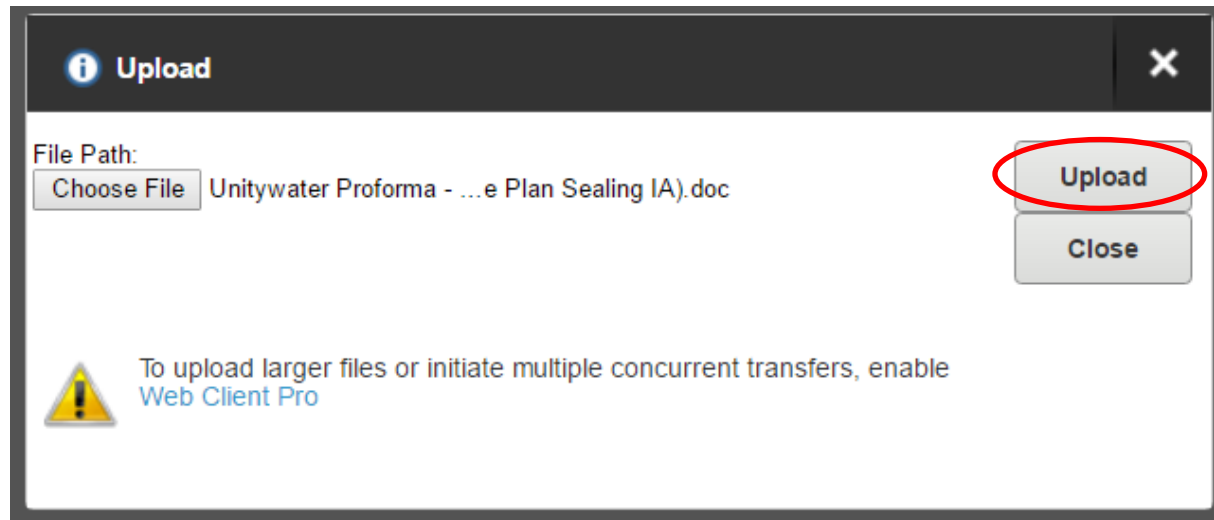 Upload
File Path:
Choose File Unitywater Proforma - ...e Plan Sealing IA).doc
Upload
Close
To upload larger files or initiate multiple concurrent transfers, enable
Web Client Pro